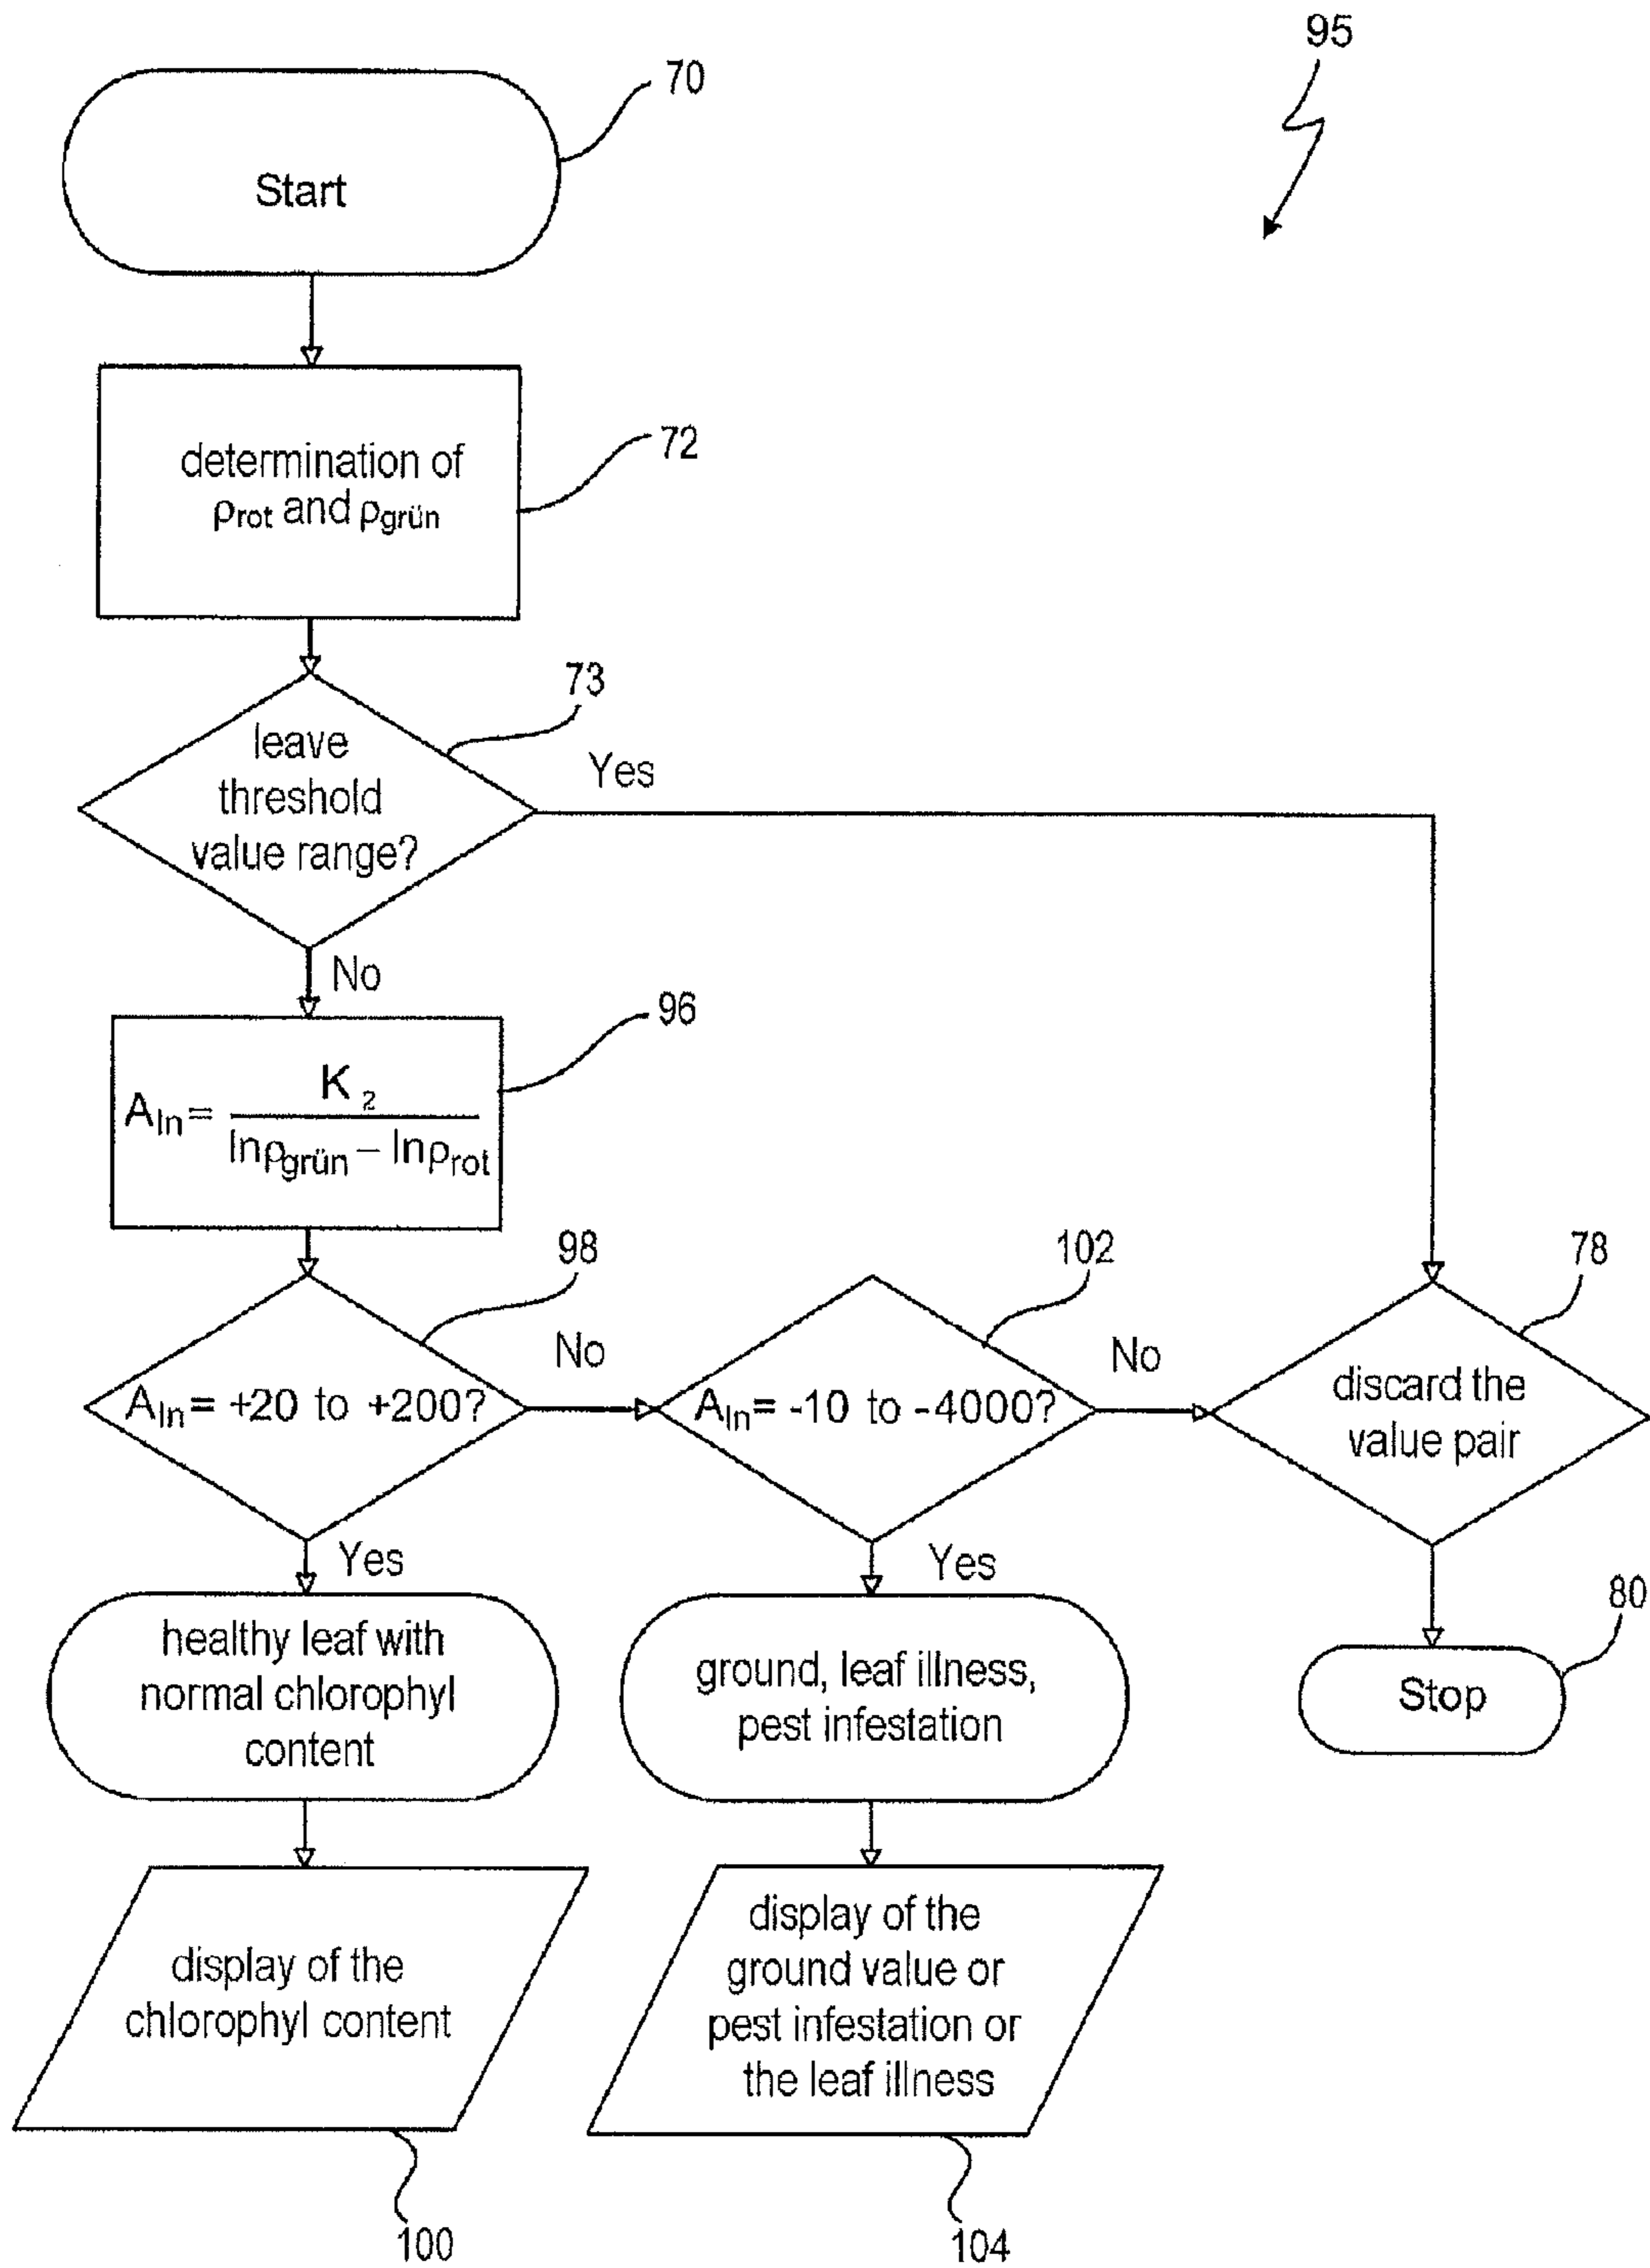 95
70
Start
72
determination of
ρrot and ρgrün
73
leave
threshold
value range?
Yes
No
96
Aln = K2 / lnρgrün – lnρrot
98
102
78
Aln = +20 to +200?
No
Aln = -10 to -4000?
No
discard the
value pair
Yes
Yes
80
healthy leaf with
normal chlorophyl
content
ground, leaf illness,
pest infestation
Stop
display of the
chlorophyl content
display of the
ground value or
pest infestation or
the leaf illness
100
104